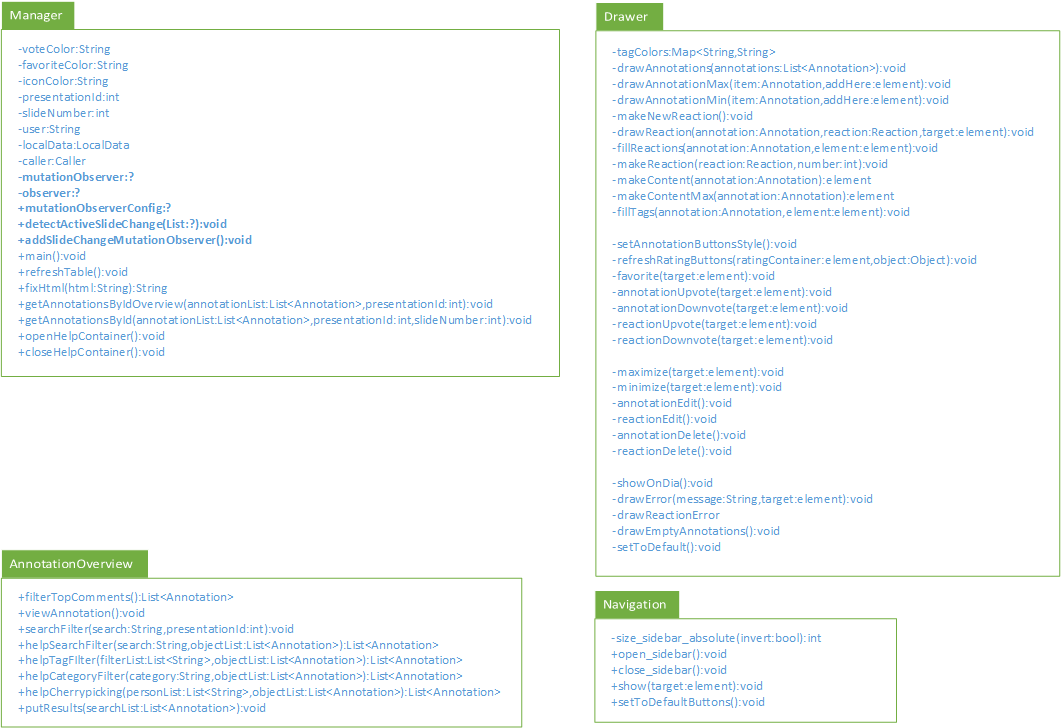 Manager
-voteColor:String
-favoriteColor:String
-iconColor:String
-presentationId:int
-slideNumber:int
-user:String
-localData:LocalData
-caller:Caller
-mutationObserver:?
-observer:?
+mutationObserverConfig:?
+detectActiveSlideChange(List:?):void
+addSlideChangeMutationObserver():void
+main():void
+refreshTable():void
+fixHtml(html:String):String
+getAnnotationsByIdOverview(annotationList:List<Annotation>,presentationId:int):void
+getAnnotationsById(annotationList:List<Annotation>,presentationId:int,slideNumber:int):void
+openHelpContainer():void
+closeHelpContainer():void
Drawer
-tagColors:Map<String,String>
-drawAnnotations(annotations:List<Annotation>):void
-drawAnnotationMax(item:Annotation,addHere:element):void
-drawAnnotationMin(item:Annotation,addHere:element):void
-makeNewReaction():void
-drawReaction(annotation:Annotation,reaction:Reaction,target:element):void
-fillReactions(annotation:Annotation,element:element):void
-makeReaction(reaction:Reaction,number:int):void
-makeContent(annotation:Annotation):element
-makeContentMax(annotation:Annotation):element
-fillTags(annotation:Annotation,element:element):void
-setAnnotationButtonsStyle():void
-refreshRatingButtons(ratingContainer:element,object:Object):void
-favorite(target:element):void
-annotationUpvote(target:element):void
-annotationDownvote(target:element):void
-reactionUpvote(target:element):void
-reactionDownvote(target:element):void
-maximize(target:element):void
-minimize(target:element):void
-annotationEdit():void
-reactionEdit():void
-annotationDelete():void
-reactionDelete():void
-showOnDia():void
-drawError(message:String,target:element):void
-drawReactionError
-drawEmptyAnnotations():void
-setToDefault():void
AnnotationOverview
+filterTopComments():List<Annotation>
+viewAnnotation():void
+searchFilter(search:String,presentationId:int):void
+helpSearchFilter(search:String,objectList:List<Annotation>):List<Annotation>
+helpTagFIlter(filterList:List<String>,objectList:List<Annotation>):List<Annotation>
+helpCategoryFilter(category:String,objectList:List<Annotation>):List<Annotation>
+helpCherrypicking(personList:List<String>,objectList:List<Annotation>):List<Annotation>
+putResults(searchList:List<Annotation>):void
Navigation
-size_sidebar_absolute(invert:bool):int
+open_sidebar():void
+close_sidebar():void
+show(target:element):void
+setToDefaultButtons():void